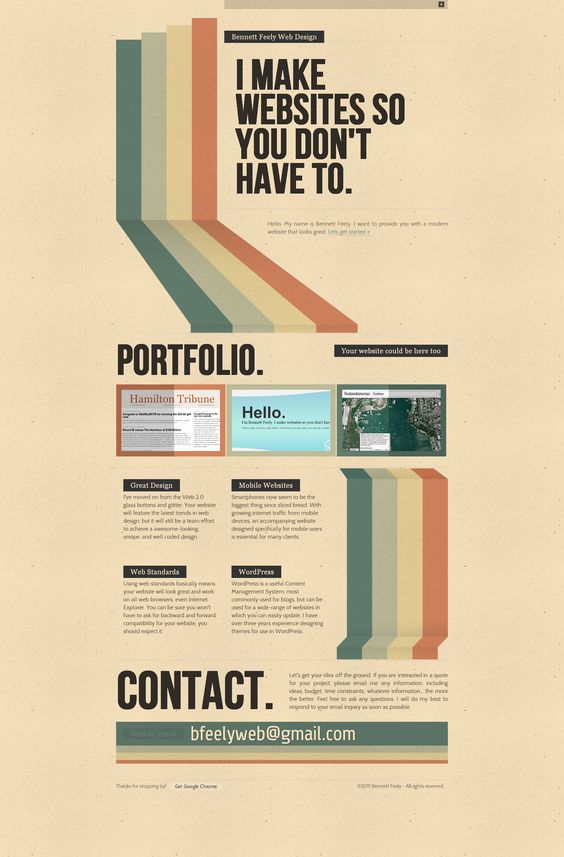 Bennett Feely Web Design
I MAKE
WEBSITES SO
YOU DON'T
HAVE TO.
Hello. My name is Bennett Feely. I want to provide you with a modern
website that looks great. Lets get started »
PORTFOLIO.
Your website could be here too
Hamilton Tribune
Hello.
I'm Bennett Feely. I make websites so you don't have
Great Design
I've moved on from the Web 2.0
glass buttons and glitter. Your website
will feature the latest trends in web
design, but it will still be a team effort
to achieve a awesome-looking,
unique, and well coded design.
Mobile Websites
Smartphones now seem to be the
biggest thing since sliced bread. With
growing internet traffic from mobile
devices, an accompanying website
designed specifically for mobile users
is essential for many clients.
Web Standards
Using web standards basically means
your website will look great and work
on all web browsers, even Internet
Explorer. You can be sure you won't
have to ask for backward and forward
compatibility for your website, you
should expect it.
WordPress
WordPress is a useful Content
Management System, most
commonly used for blogs, but can be
used for a wide-range of websites in
which you can easily update. I have
over three years experience designing
themes for use in WordPress.
CONTACT.
Let's get your idea off the ground. If you are interested in a quote
for your project, please email me any information, including
ideas, budget, time constraints, whatever information... the more
the better. Feel free to ask any questions. I will do my best to
respond to your email inquiry as soon as possible.
Send an Email
bfeelyweb@gmail.com
Thanks for stopping by!
Get Google Chrome
©2011 Bennett Feely - All rights reserved.